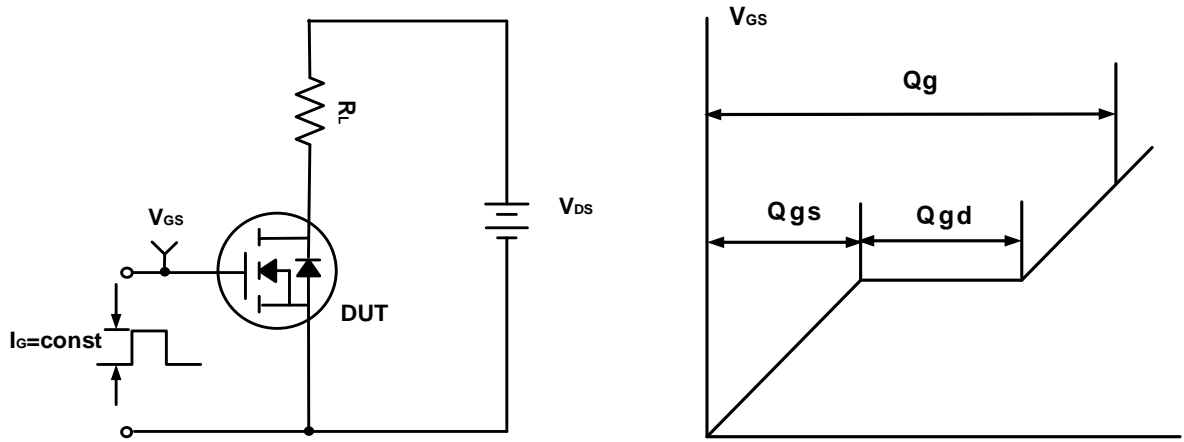 RL
VDS
VGS
DUT
IG=const
VGS
Qg
Qgs
Qgd